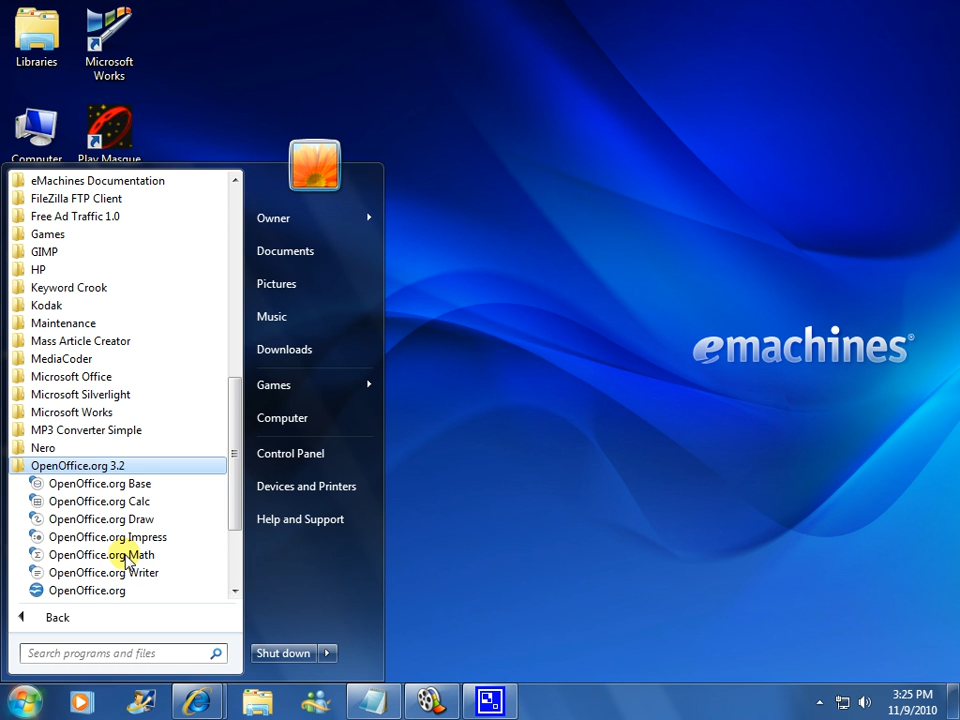 Libraries
Microsoft Works
Computer
Play Masque
eMachines Documentation
FileZilla FTP Client
Free Ad Traffic 1.0
Games
GIMP
HP
Keyword Crook
Kodak
Maintenance
Mass Article Creator
MediaCoder
Microsoft Office
Microsoft Silverlight
Microsoft Works
MP3 Converter Simple
Nero
OpenOffice.org 3.2
OpenOffice.org Base
OpenOffice.org Calc
OpenOffice.org Draw
OpenOffice.org Impress
OpenOffice.org Math
OpenOffice.org Writer
OpenOffice.org
Back
Search programs and files
Owner
Documents
Pictures
Music
Downloads
Games
Computer
Control Panel
Devices and Printers
Help and Support
Shut down
emachines®
3:25 PM
11/9/2010